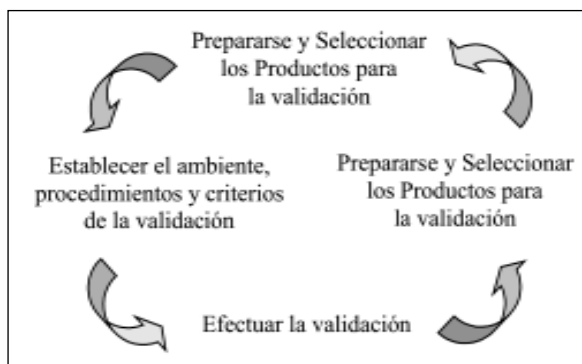 Prepararse y Seleccionar
los Productos para
la validación
Establecer el ambiente,
procedimientos y criterios
de la validación
Prepararse y Seleccionar
los Productos para
la validación
Efectuar la validación